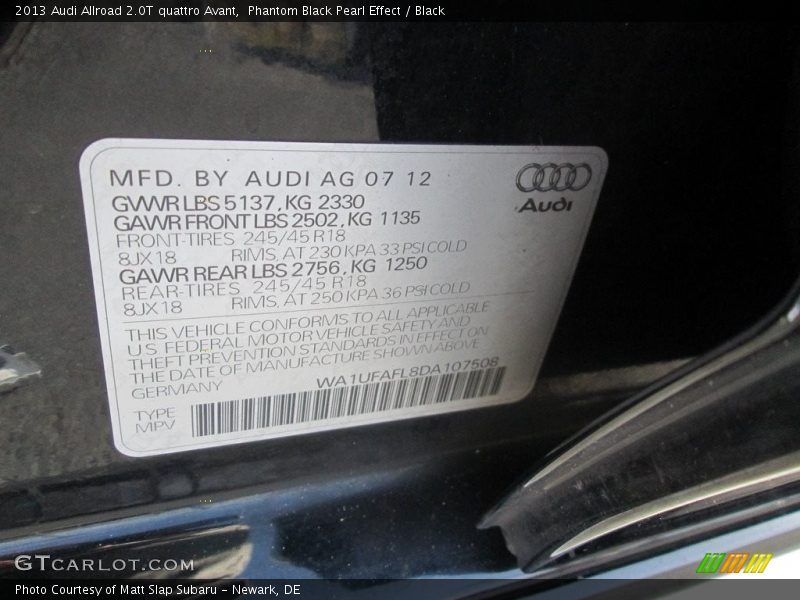 2013 Audi Allroad 2.0T quattro Avant, Phantom Black Pearl Effect / Black
MFD. BY AUDI AG 07 12
GVWR LBS 5137, KG 2330
GAWR FRONT LBS 2502, KG 1135
FRONT-TIRES 245/45 R18
8JX18 RIMS, AT 230 KPA 33 PSI COLD
GAWR REAR LBS 2756, KG 1250
REAR-TIRES 245/45 R18
8JX18 RIMS, AT 250 KPA 36 PSI COLD
THIS VEHICLE CONFORMS TO ALL APPLICABLE
U.S. FEDERAL MOTOR VEHICLE SAFETY AND
THEFT PREVENTION STANDARDS IN EFFECT ON
THE DATE OF MANUFACTURE SHOWN ABOVE
GERMANY WA1UFAFL8DA107508
TYPE
MPV
Audi
GTCARLOT.COM
Photo Courtesy of Matt Slap Subaru - Newark, DE